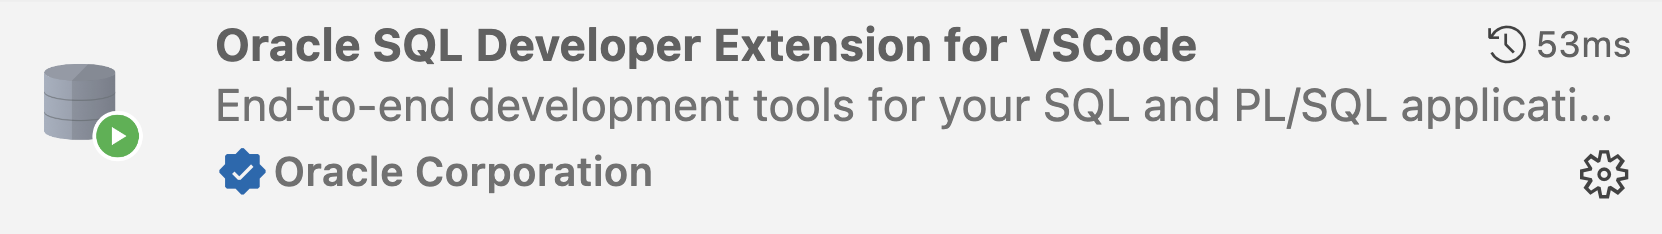 Oracle SQL Developer Extension for VSCode
53ms
End-to-end development tools for your SQL and PL/SQL applicati...
Oracle Corporation